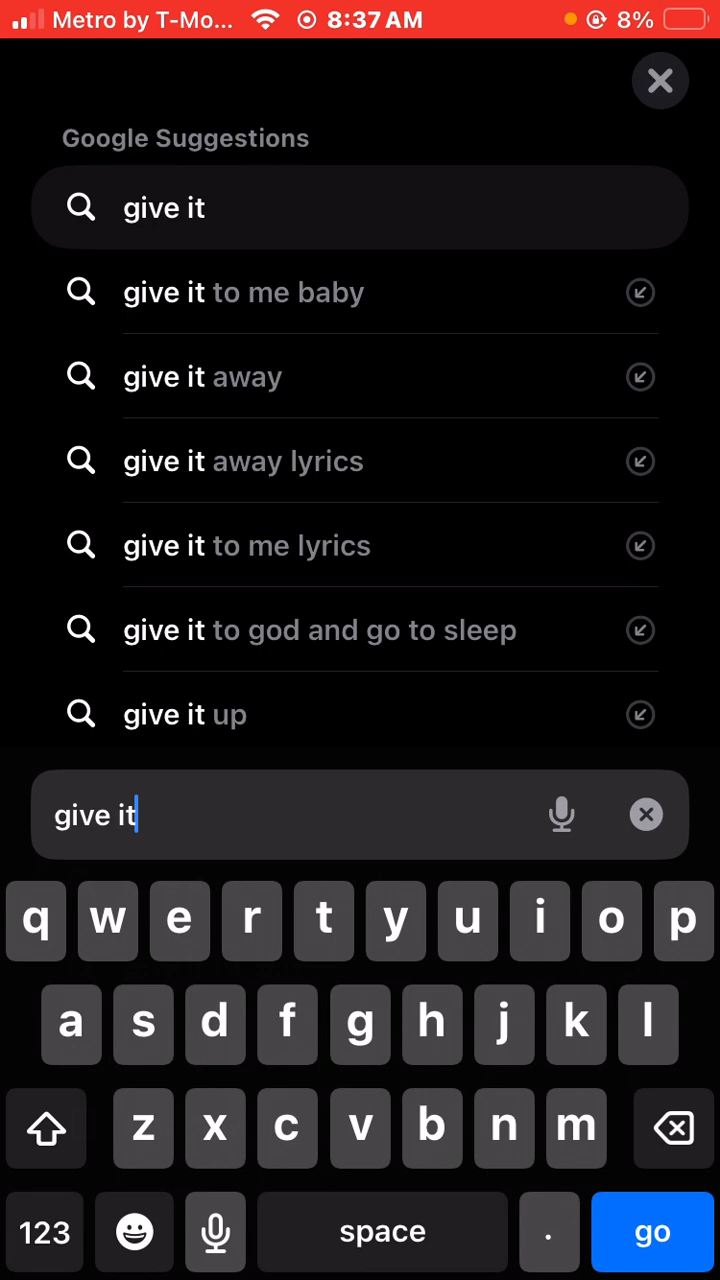 Metro by T-Mo... 8:37AM 8%
Google Suggestions
give it
give it to me baby
give it away
give it away lyrics
give it to me lyrics
give it to god and go to sleep
give it up
give it
q w e r t y u i o p
a s d f g h j k l
z x c v b n m
123 space . go